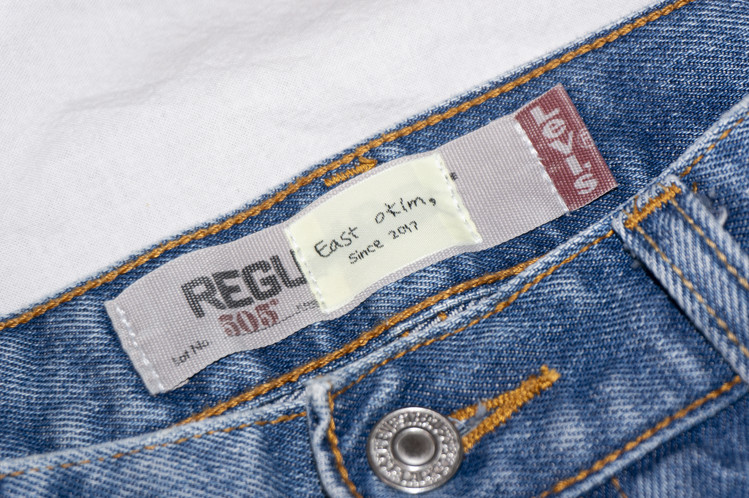 LEVI'S
East okim,
Since 2017
REGU
505
Lot No.